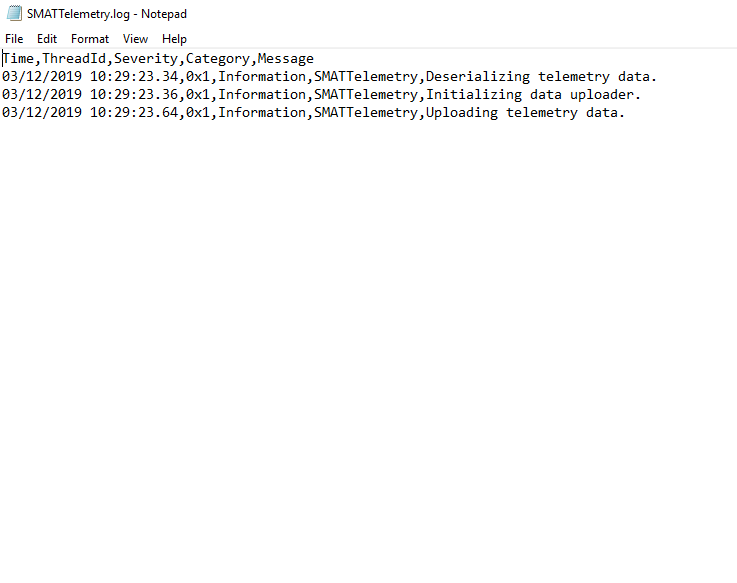 SMATTelemetry.log - Notepad
File Edit Format View Help
Time,ThreadId,Severity,Category,Message
03/12/2019 10:29:23.34,0x1,Information,SMATTelemetry,Deserializing telemetry data.
03/12/2019 10:29:23.36,0x1,Information,SMATTelemetry,Initializing data uploader.
03/12/2019 10:29:23.64,0x1,Information,SMATTelemetry,Uploading telemetry data.